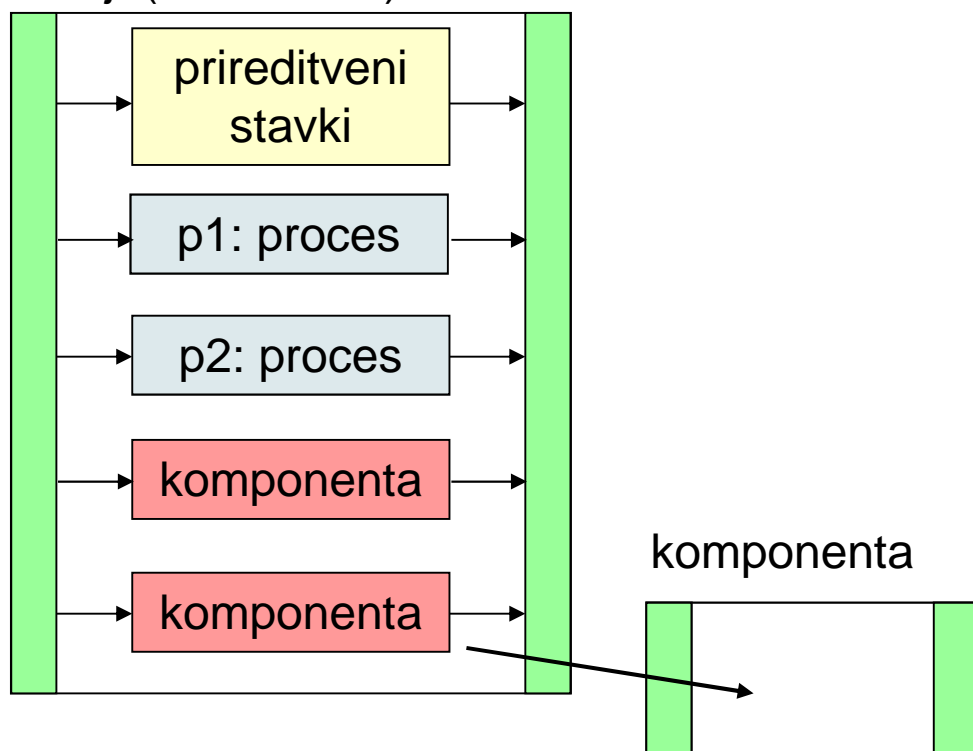 prireditveni
stavki
p1: proces
p2: proces
komponenta
komponenta
komponenta